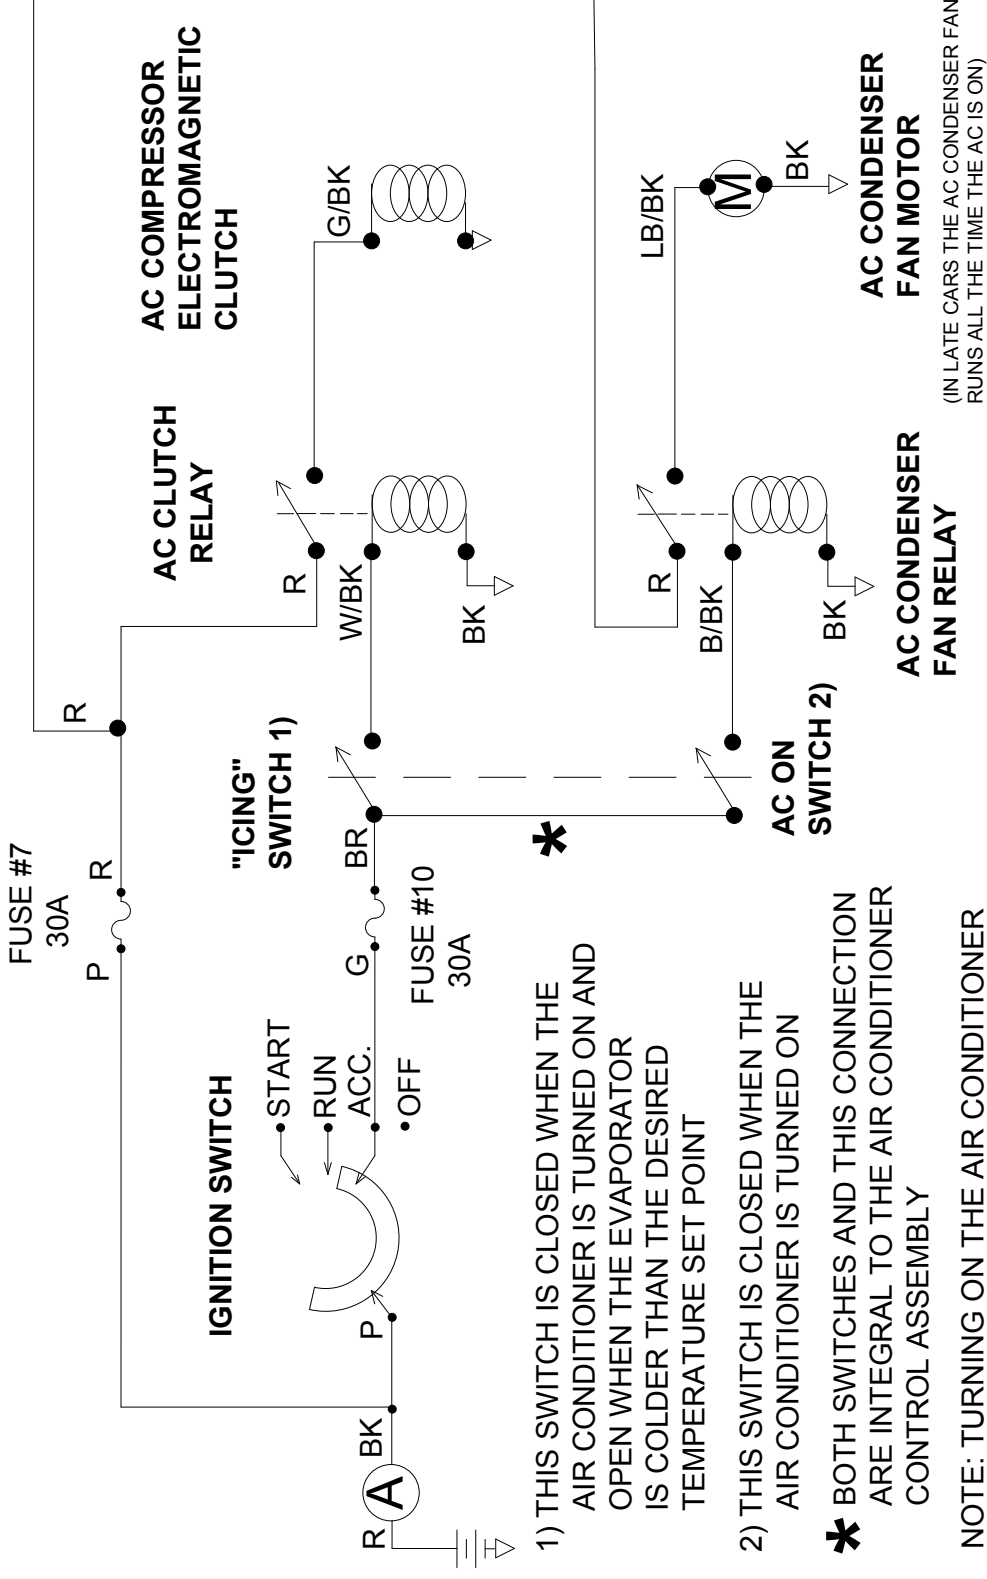 FUSE #7
30A
P
R
R
IGNITION SWITCH
START
RUN
ACC.
OFF
R
A
BK
P
G
FUSE #10
30A
BR
"ICING"
SWITCH 1)
AC CLUTCH
RELAY
R
W/BK
BK
AC COMPRESSOR
ELECTROMAGNETIC
CLUTCH
G/BK
*
AC ON
SWITCH 2)
R
B/BK
BK
AC CONDENSER
FAN RELAY
LB/BK
M
BK
AC CONDENSER
FAN MOTOR
(IN LATE CARS THE AC CONDENSER FAN
RUNS ALL THE TIME THE AC IS ON)
1) THIS SWITCH IS CLOSED WHEN THE
AIR CONDITIONER IS TURNED ON AND
OPEN WHEN THE EVAPORATOR
IS COLDER THAN THE DESIRED
TEMPERATURE SET POINT
2) THIS SWITCH IS CLOSED WHEN THE
AIR CONDITIONER IS TURNED ON
* BOTH SWITCHES AND THIS CONNECTION
ARE INTEGRAL TO THE AIR CONDITIONER
CONTROL ASSEMBLY
NOTE: TURNING ON THE AIR CONDITIONER